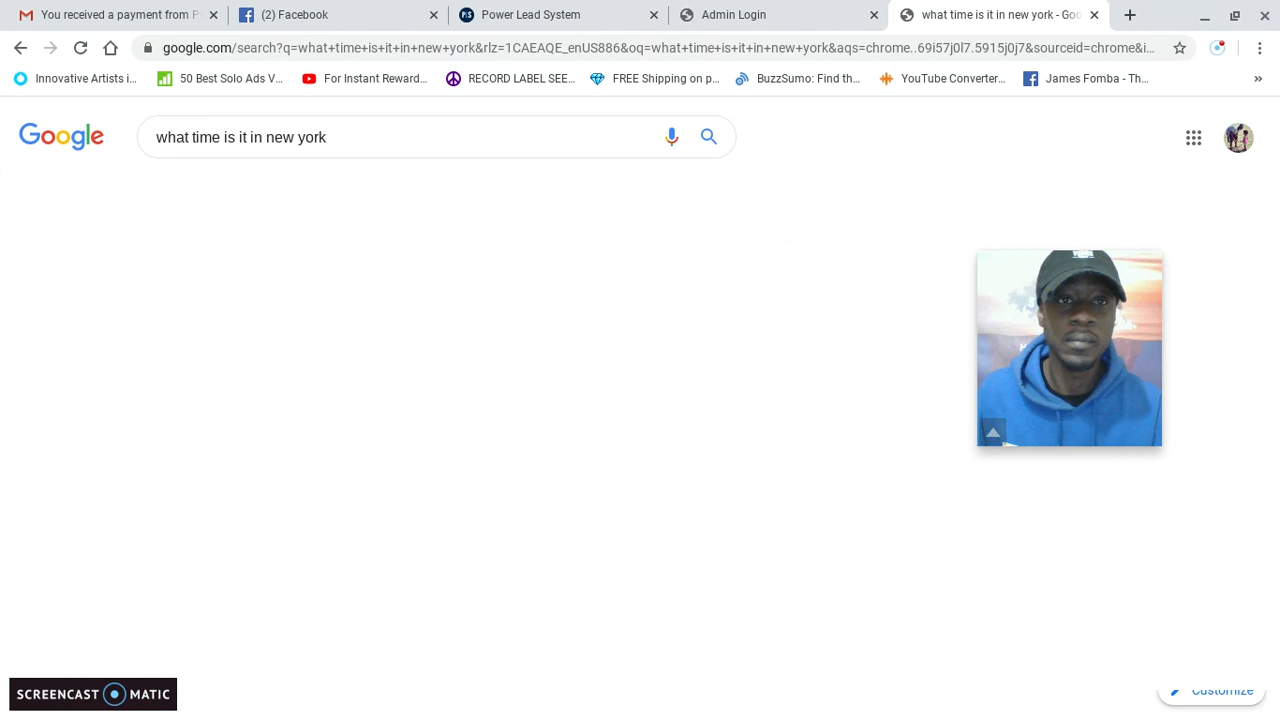 You received a payment from P
(2) Facebook
Power Lead System
Admin Login
what time is it in new york - Goo
google.com/search?q=what+time+is+it+in+new+york&rlz=1CAEAQE_enUS886&oq=what+time+is+it+in+new+york&aqs=chrome..69i57j0l7.5915j0j7&sourceid=chrome&i...
Innovative Artists i...
50 Best Solo Ads V...
For Instant Reward...
RECORD LABEL SEE...
FREE Shipping on p...
BuzzSumo: Find th...
YouTube Converter...
James Fomba - Th...
Google
what time is it in new york
SCREENCAST MATIC
Customize